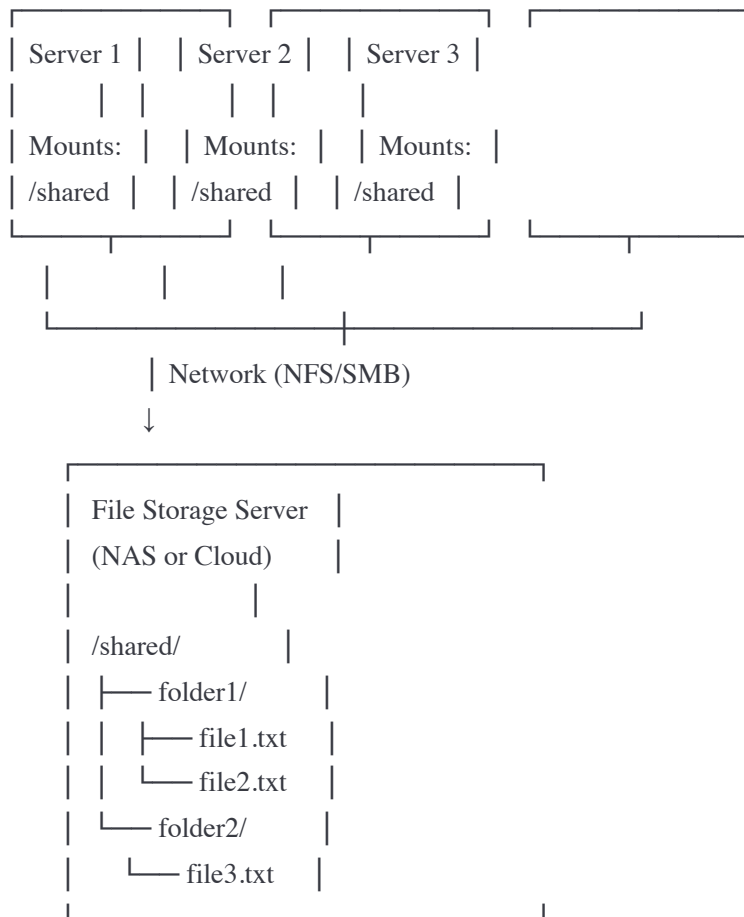 Server 1 Server 2 Server 3
Mounts: Mounts: Mounts:
/shared /shared /shared
Network (NFS/SMB)
↓
File Storage Server
(NAS or Cloud)
/shared/
├── folder1/
│ ├── file1.txt
│ └── file2.txt
└── folder2/
└── file3.txt